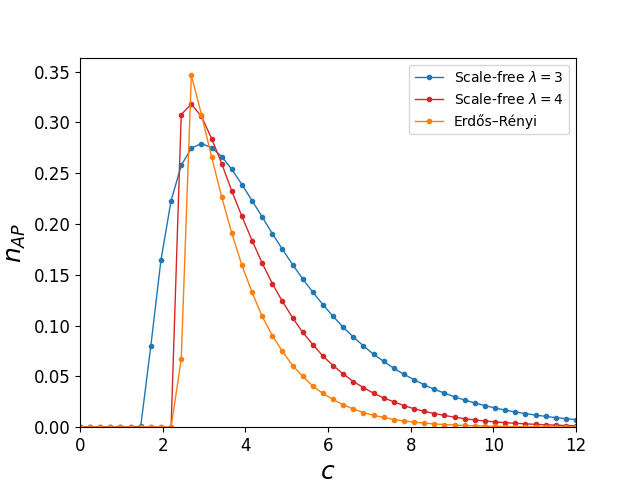 Scale-free λ = 3
Scale-free λ = 4
Erdős–Rényi
0.35
0.30
0.25
0.20
0.15
0.10
0.05
0.00
n_AP
0 2 4 6 8 10 12
c